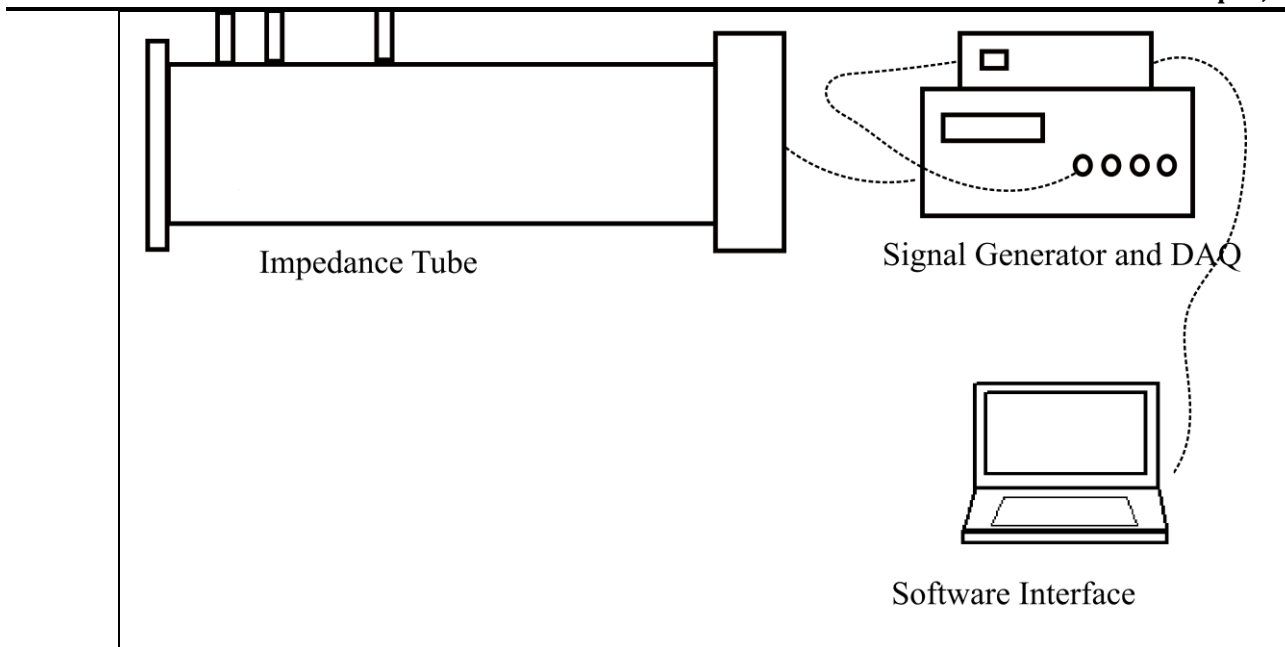 Signal Generator and DAQ
Impedance Tube
Software Interface